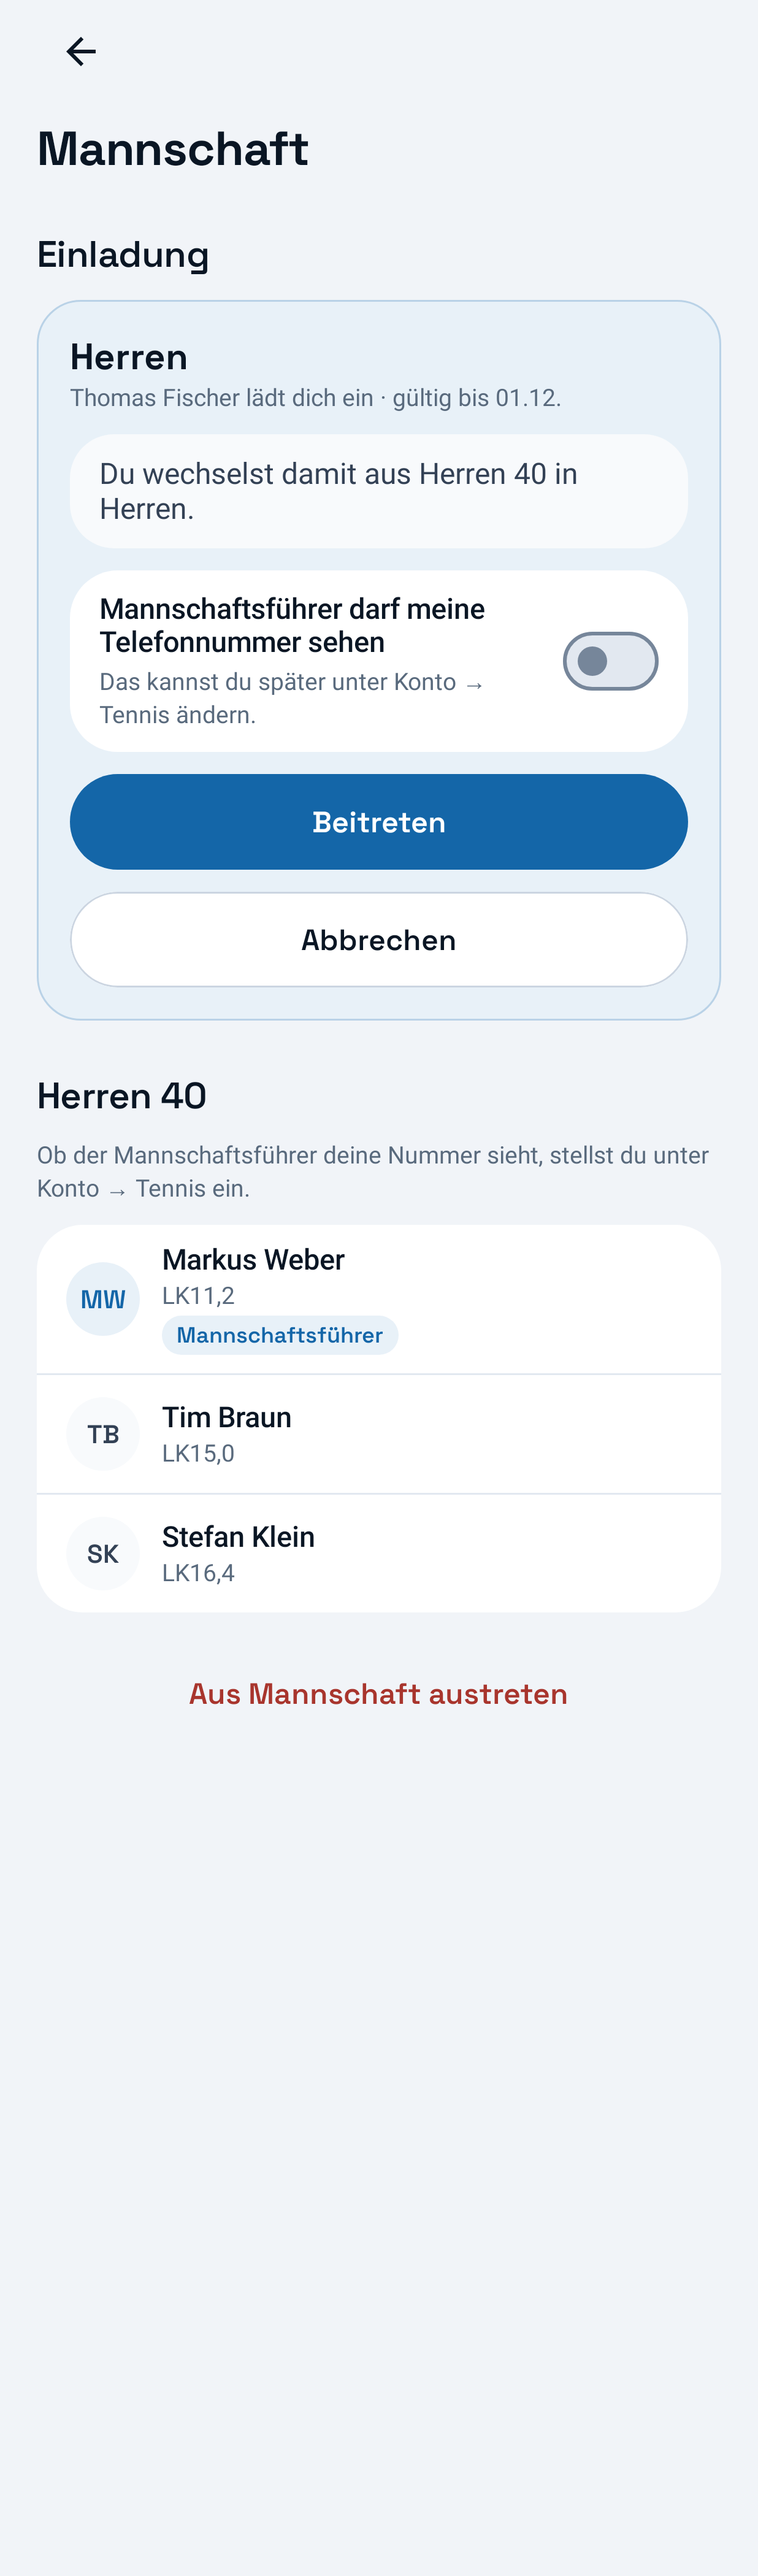 Mannschaft
Einladung
Herren
Thomas Fischer lädt dich ein · gültig bis 01.12.
Du wechselst damit aus Herren 40 in
Herren.
Mannschaftsführer darf meine
Telefonnummer sehen
Das kannst du später unter Konto →
Tennis ändern.
Beitreten
Abbrechen
Herren 40
Ob der Mannschaftsführer deine Nummer sieht, stellst du unter
Konto → Tennis ein.
MW
Markus Weber
LK11,2
Mannschaftsführer
TB
Tim Braun
LK15,0
SK
Stefan Klein
LK16,4
Aus Mannschaft austreten